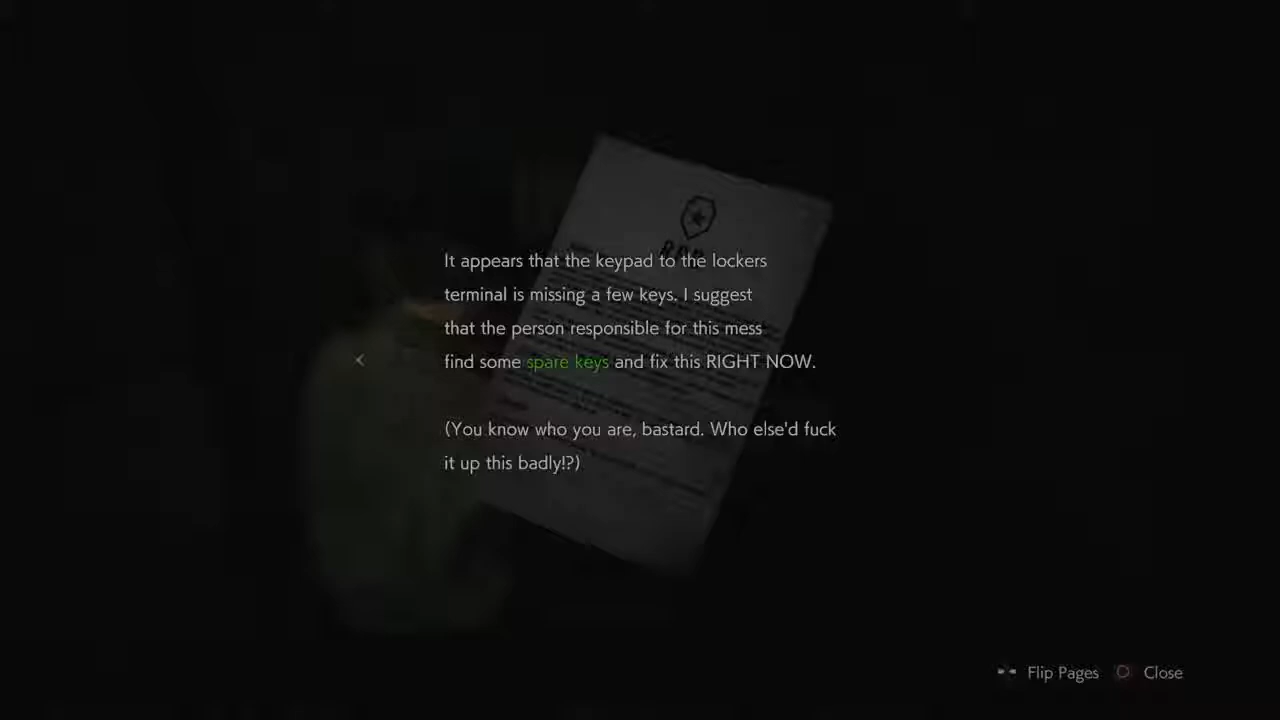 It appears that the keypad to the lockers
terminal is missing a few keys. I suggest
that the person responsible for this mess
find some spare keys and fix this RIGHT NOW.
(You know who you are, bastard. Who else'd fuck
it up this badly!?)
Flip Pages Close